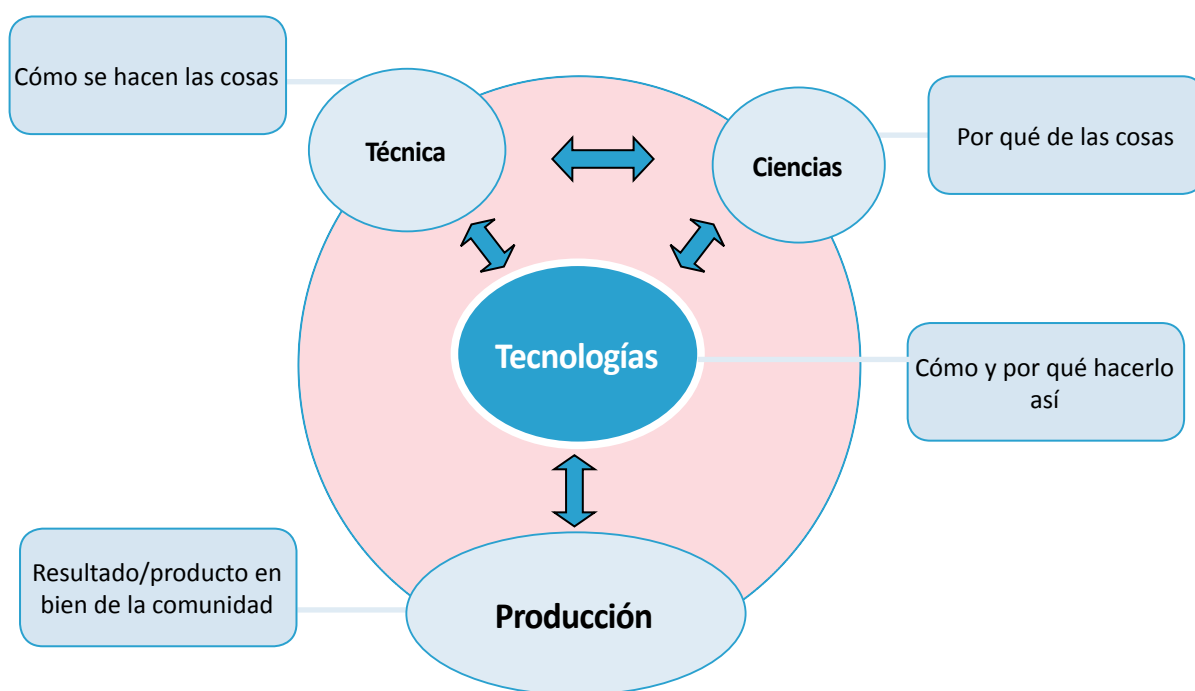 Cómo se hacen las cosas
Técnica
Ciencias
Por qué de las cosas
Tecnologías
Cómo y por qué hacerlo
así
Resultado/producto en
bien de la comunidad
Producción